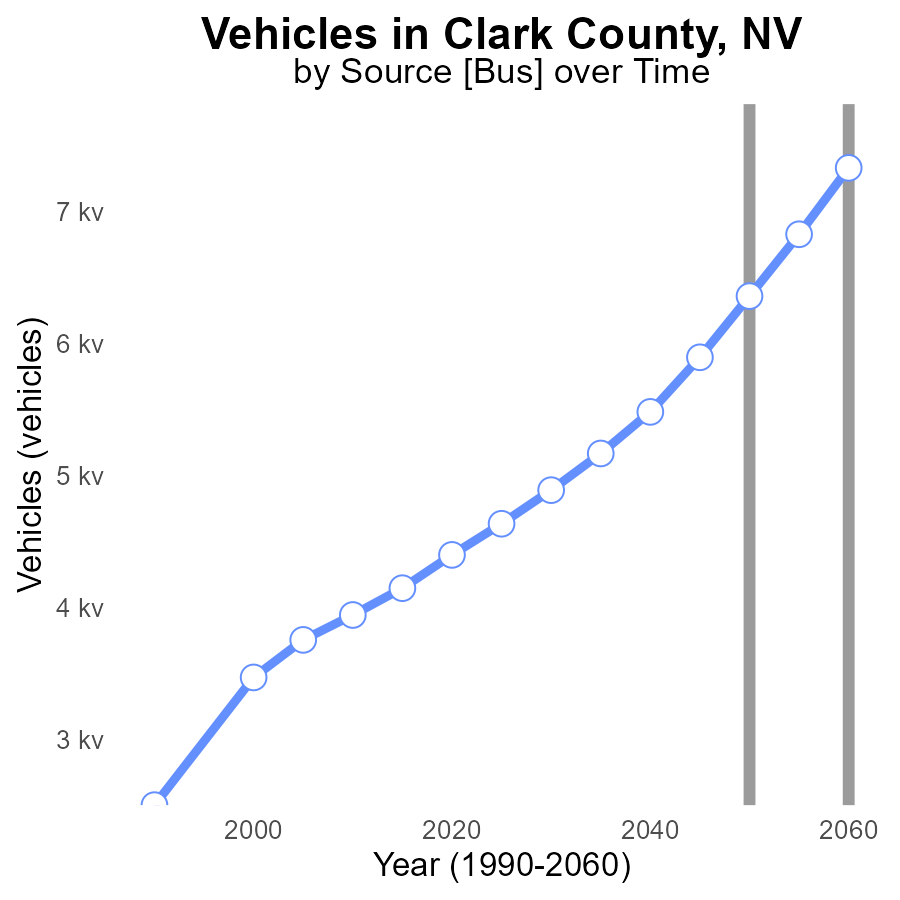 Vehicles in Clark County, NV
by Source [Bus] over Time
Vehicles (vehicles)
7 kv
6 kv
5 kv
4 kv
3 kv
2000 2020 2040 2060
Year (1990-2060)